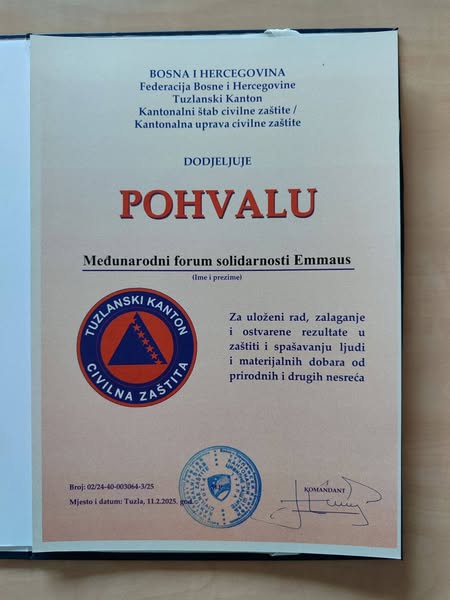 BOSNA I HERCEGOVINA
Federacija Bosne i Hercegovine
Tuzlanski Kanton
Kantonalni štab civilne zaštite /
Kantonalna uprava civilne zaštite
DODJELJUJE
POHVALU
Međunarodni forum solidarnosti Emmaus
(Ime i prezime)
TUZLANSKI KANTON
CIVILNA ZAŠTITA
Za uloženi rad, zalaganje
i ostvarene rezultate u
zaštiti i spašavanju ljudi
i materijalnih dobara od
prirodnih i drugih nesreća
Broj: 02/24-40-003064-3/25
Mjesto i datum: Tuzla, 11.2.2025. god.
KOMANDANT